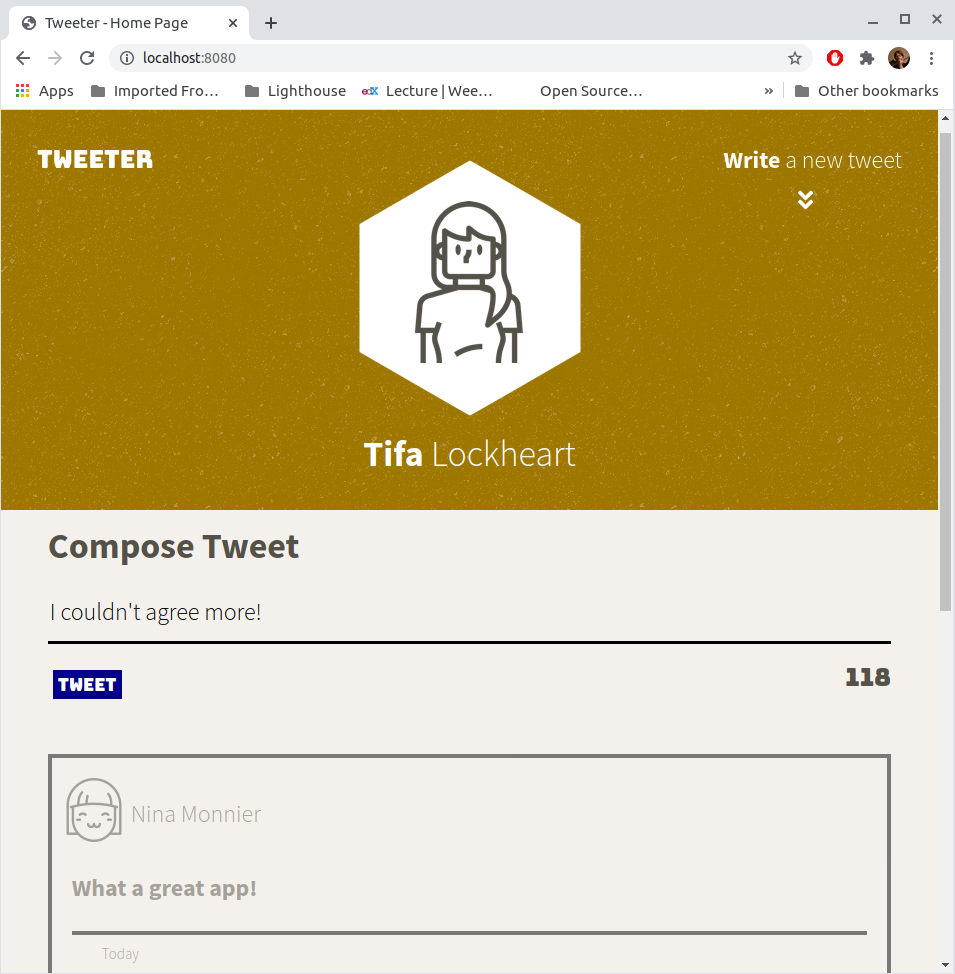 Tweeter - Home Page
localhost:8080
Apps Imported Fro... Lighthouse edX Lecture | Wee... Open Source... » Other bookmarks
TWEETER
Write a new tweet
Tifa Lockheart
Compose Tweet
I couldn't agree more!
TWEET 118
Nina Monnier
What a great app!
Today